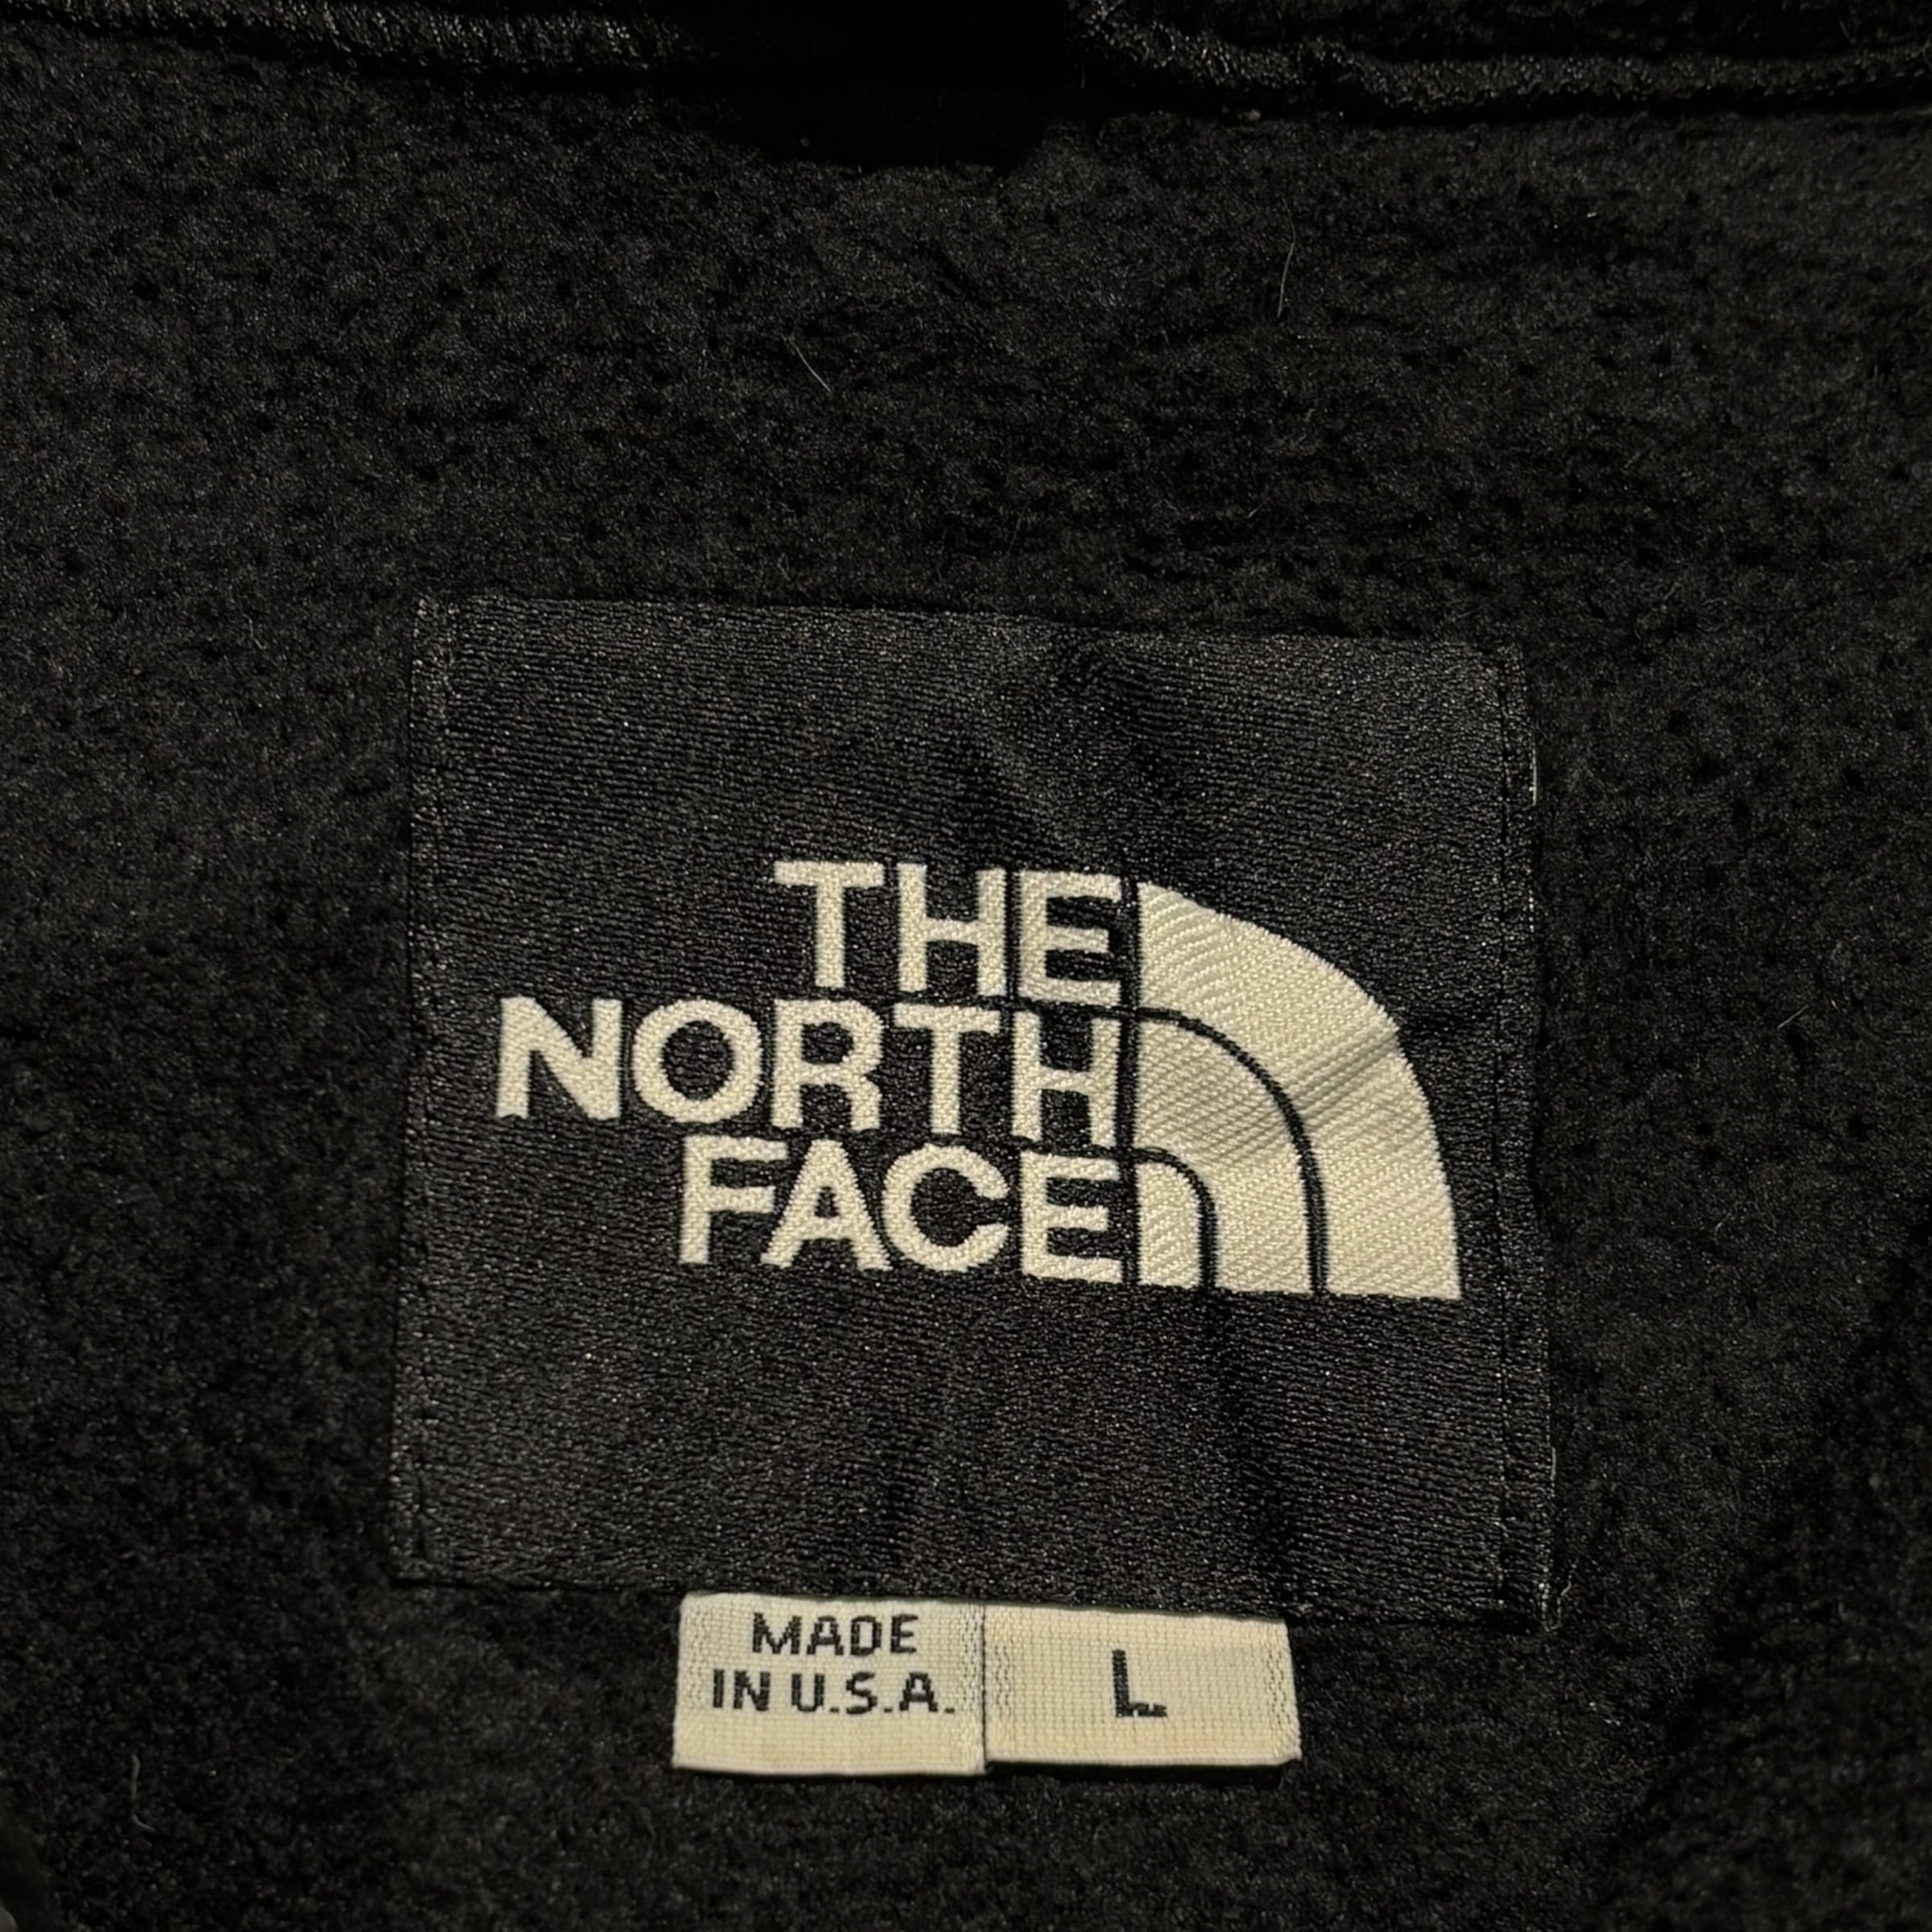 THE
NORTH
FACE
MADE
IN U.S.A.
L